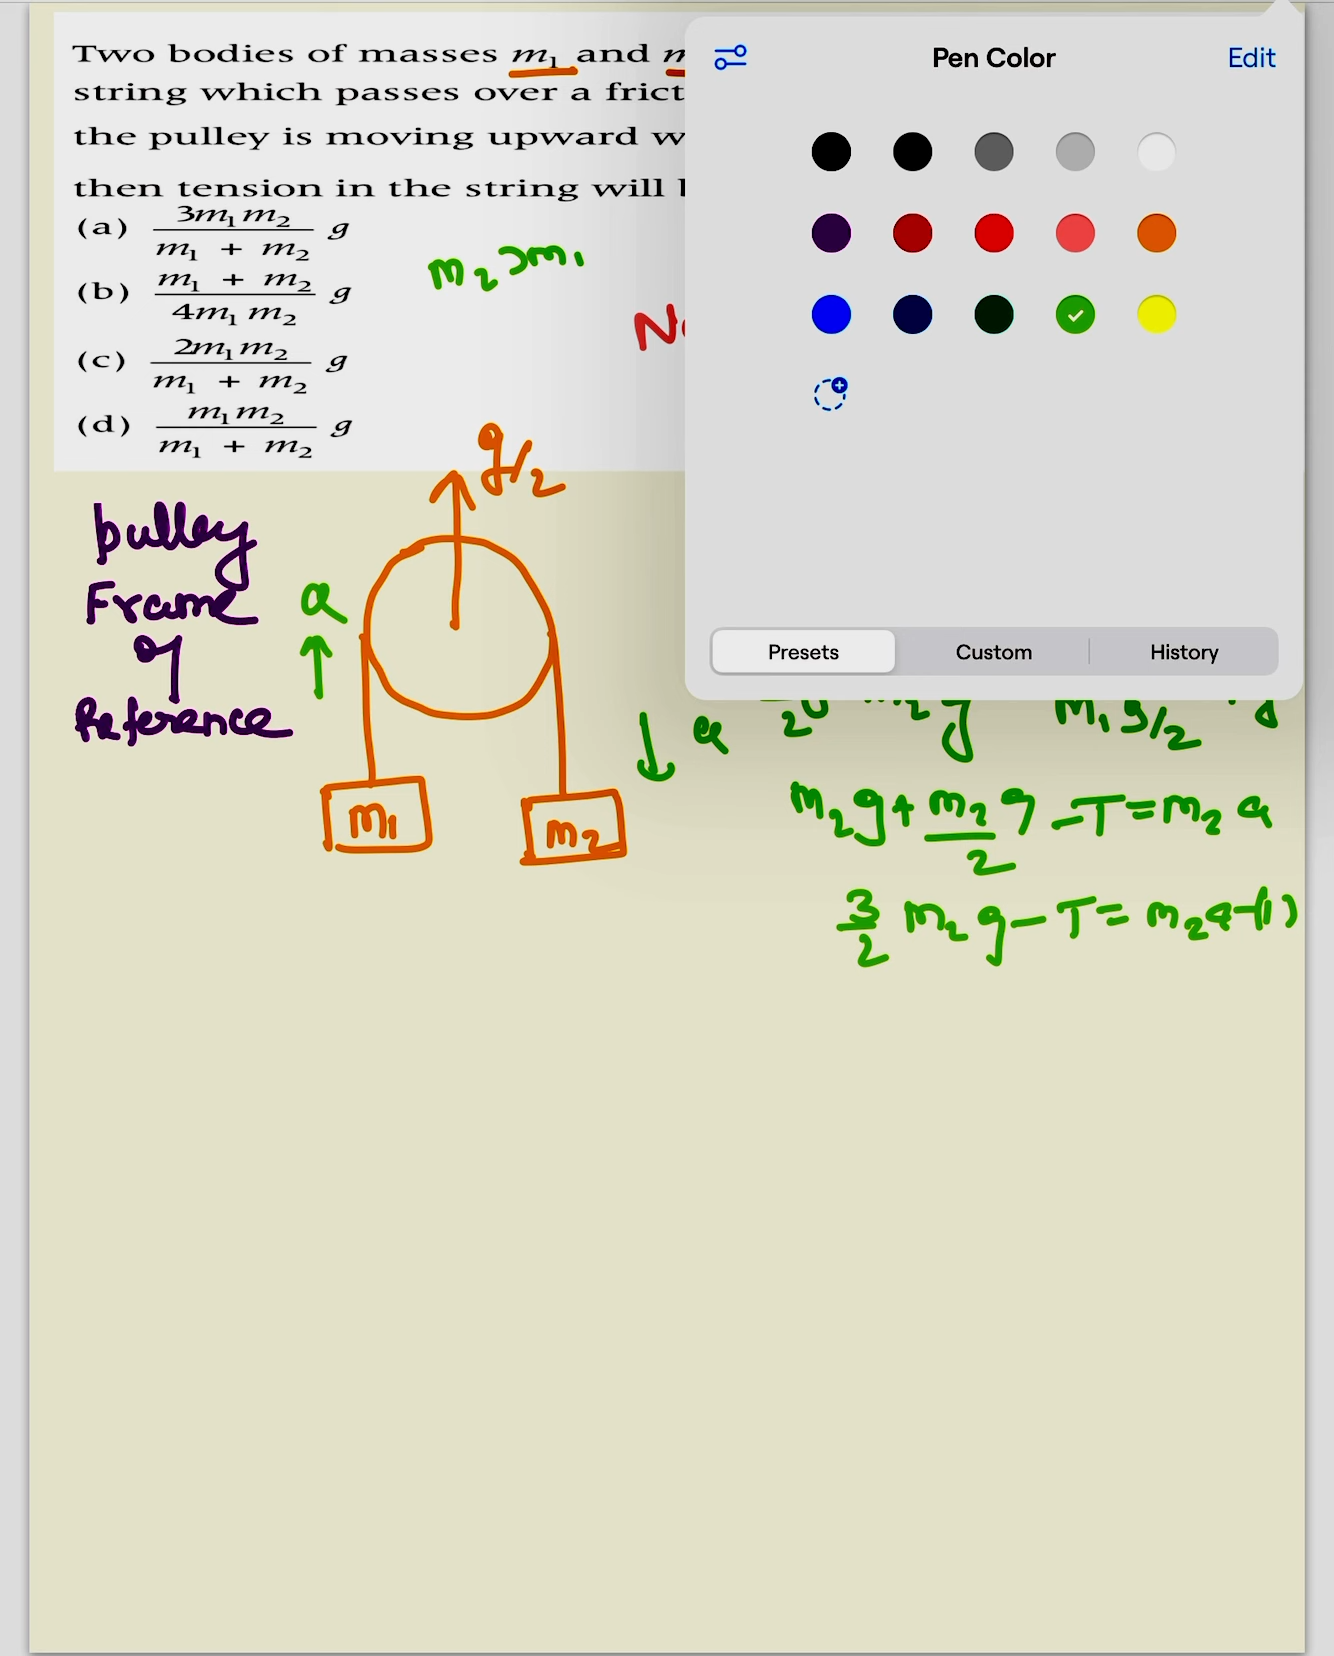 Two bodies of masses m₁ and
string which passes over a
the pulley is moving upward
then tension in the string will
(a) 3m₁m₂ / m₁ + m₂ g
(b) m₁ + m₂ / 4m₁m₂ g
(c) 2m₁m₂ / m₁ + m₂ g
(d) m₁m₂ / m₁ + m₂ g
m₂ > m₁
Pen Color
Edit
Presets
Custom
History
g/2
pulley
Frame
of
Reference
a
a
m₁
m₂
m₁g/2
m₂g + m₂g/2 - T = m₂a
3/2 m₂g - T = m₂a -(1)